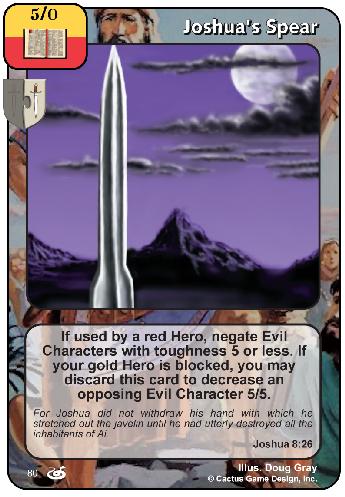 5/0
Joshua's Spear
If used by a red Hero, negate Evil
Characters with toughness 5 or less. If
your gold Hero is blocked, you may
discard this card to decrease an
opposing Evil Character 5/5.
For Joshua did not withdraw his hand with which he
stretched out the javelin until he had utterly destroyed all the
inhabitants of Ai.
Joshua 8:26
Illus. Doug Gray
© Cactus Game Design, Inc.